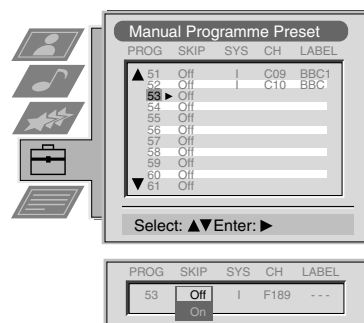 Manual Programme Preset
PROG SKIP SYS CH LABEL
51 Off I C09 BBC1
52 Off I C10 BBC
53 Off
54 Off
55 Off
56 Off
57 Off
58 Off
59 Off
60 Off
61 Off
Select: ▲▼Enter: ▶
PROG SKIP SYS CH LABEL
53 Off I F189 - - -
On